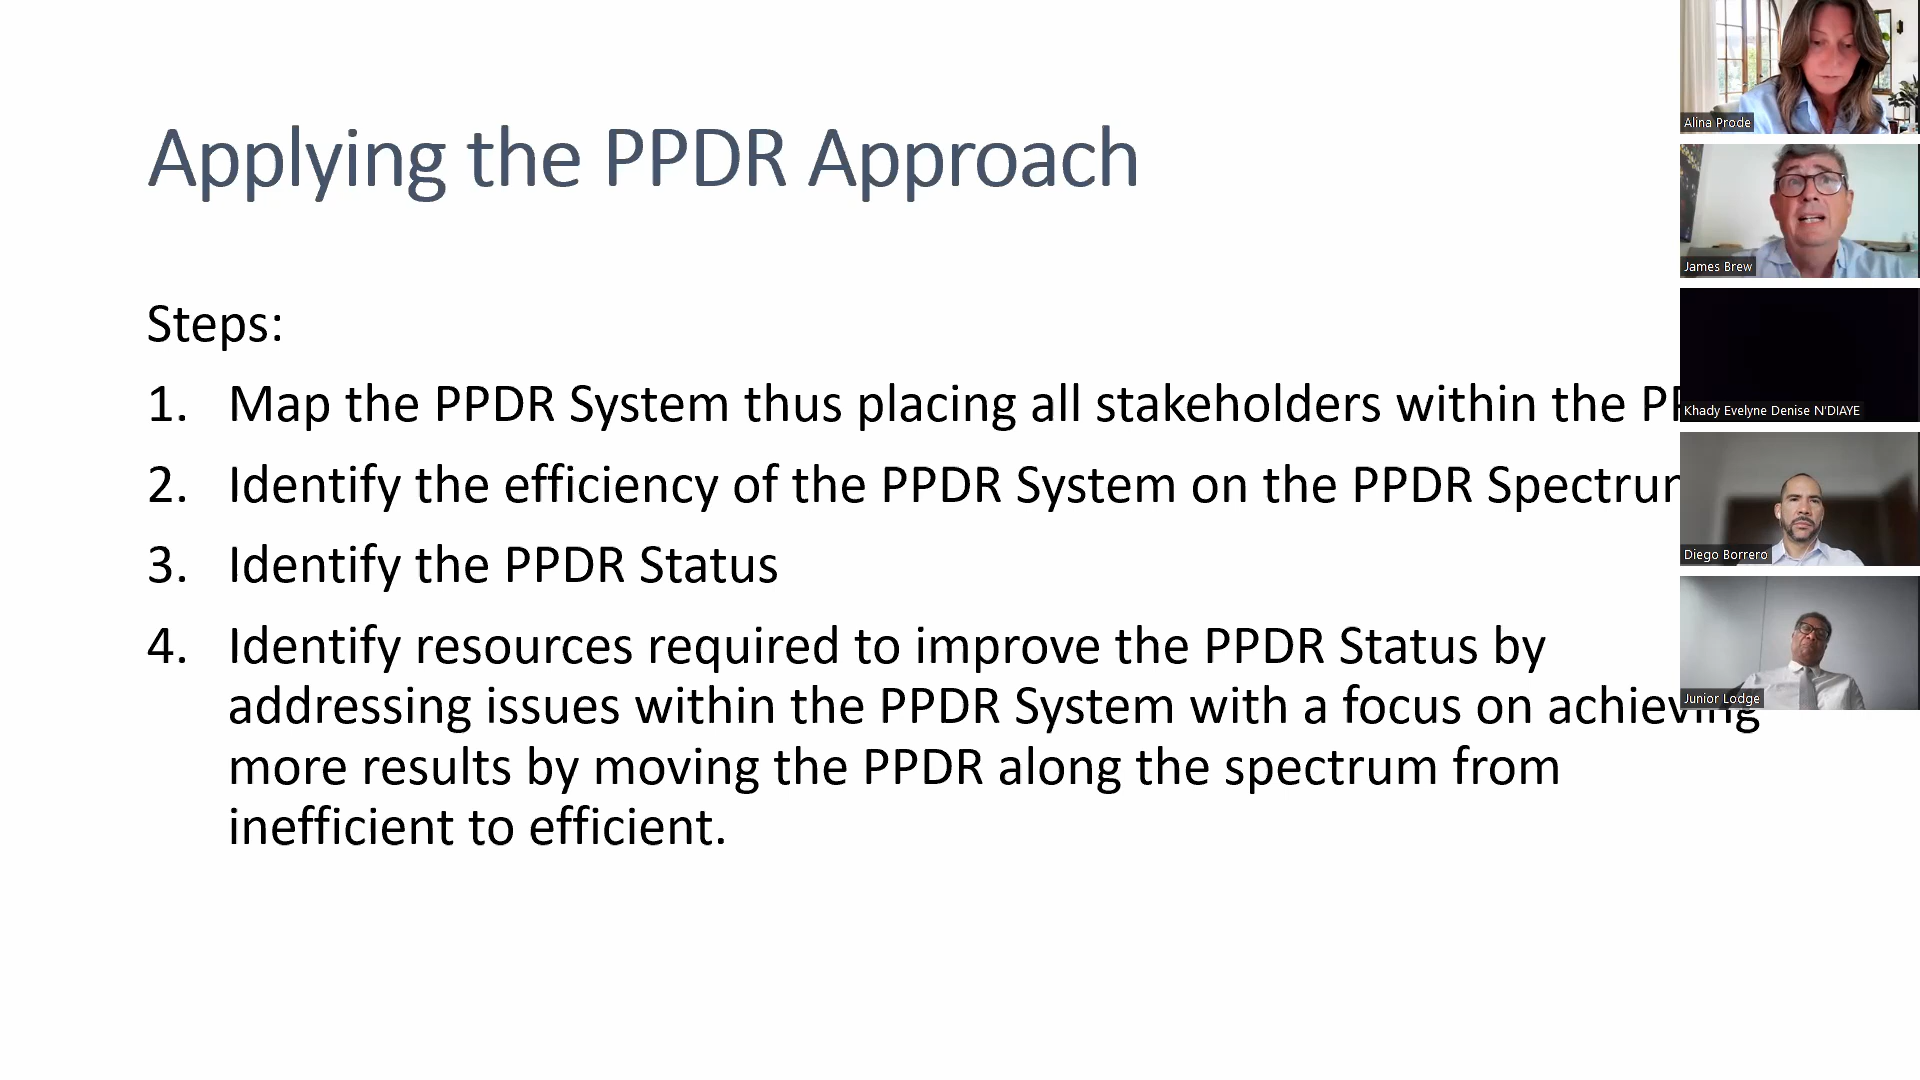 Applying the PPDR Approach
Steps:
1. Map the PPDR System thus placing all stakeholders within the
2. Identify the efficiency of the PPDR System on the PPDR
3. Identify the PPDR Status
4. Identify resources required to improve the PPDR Status by
addressing issues within the PPDR System with a focus on achieving
more results by moving the PPDR along the spectrum from
inefficient to efficient.
Alina Prode
James Brew
Khady Evelyne Denise N'DIAYE
Diego Borrero
Junior Lodge